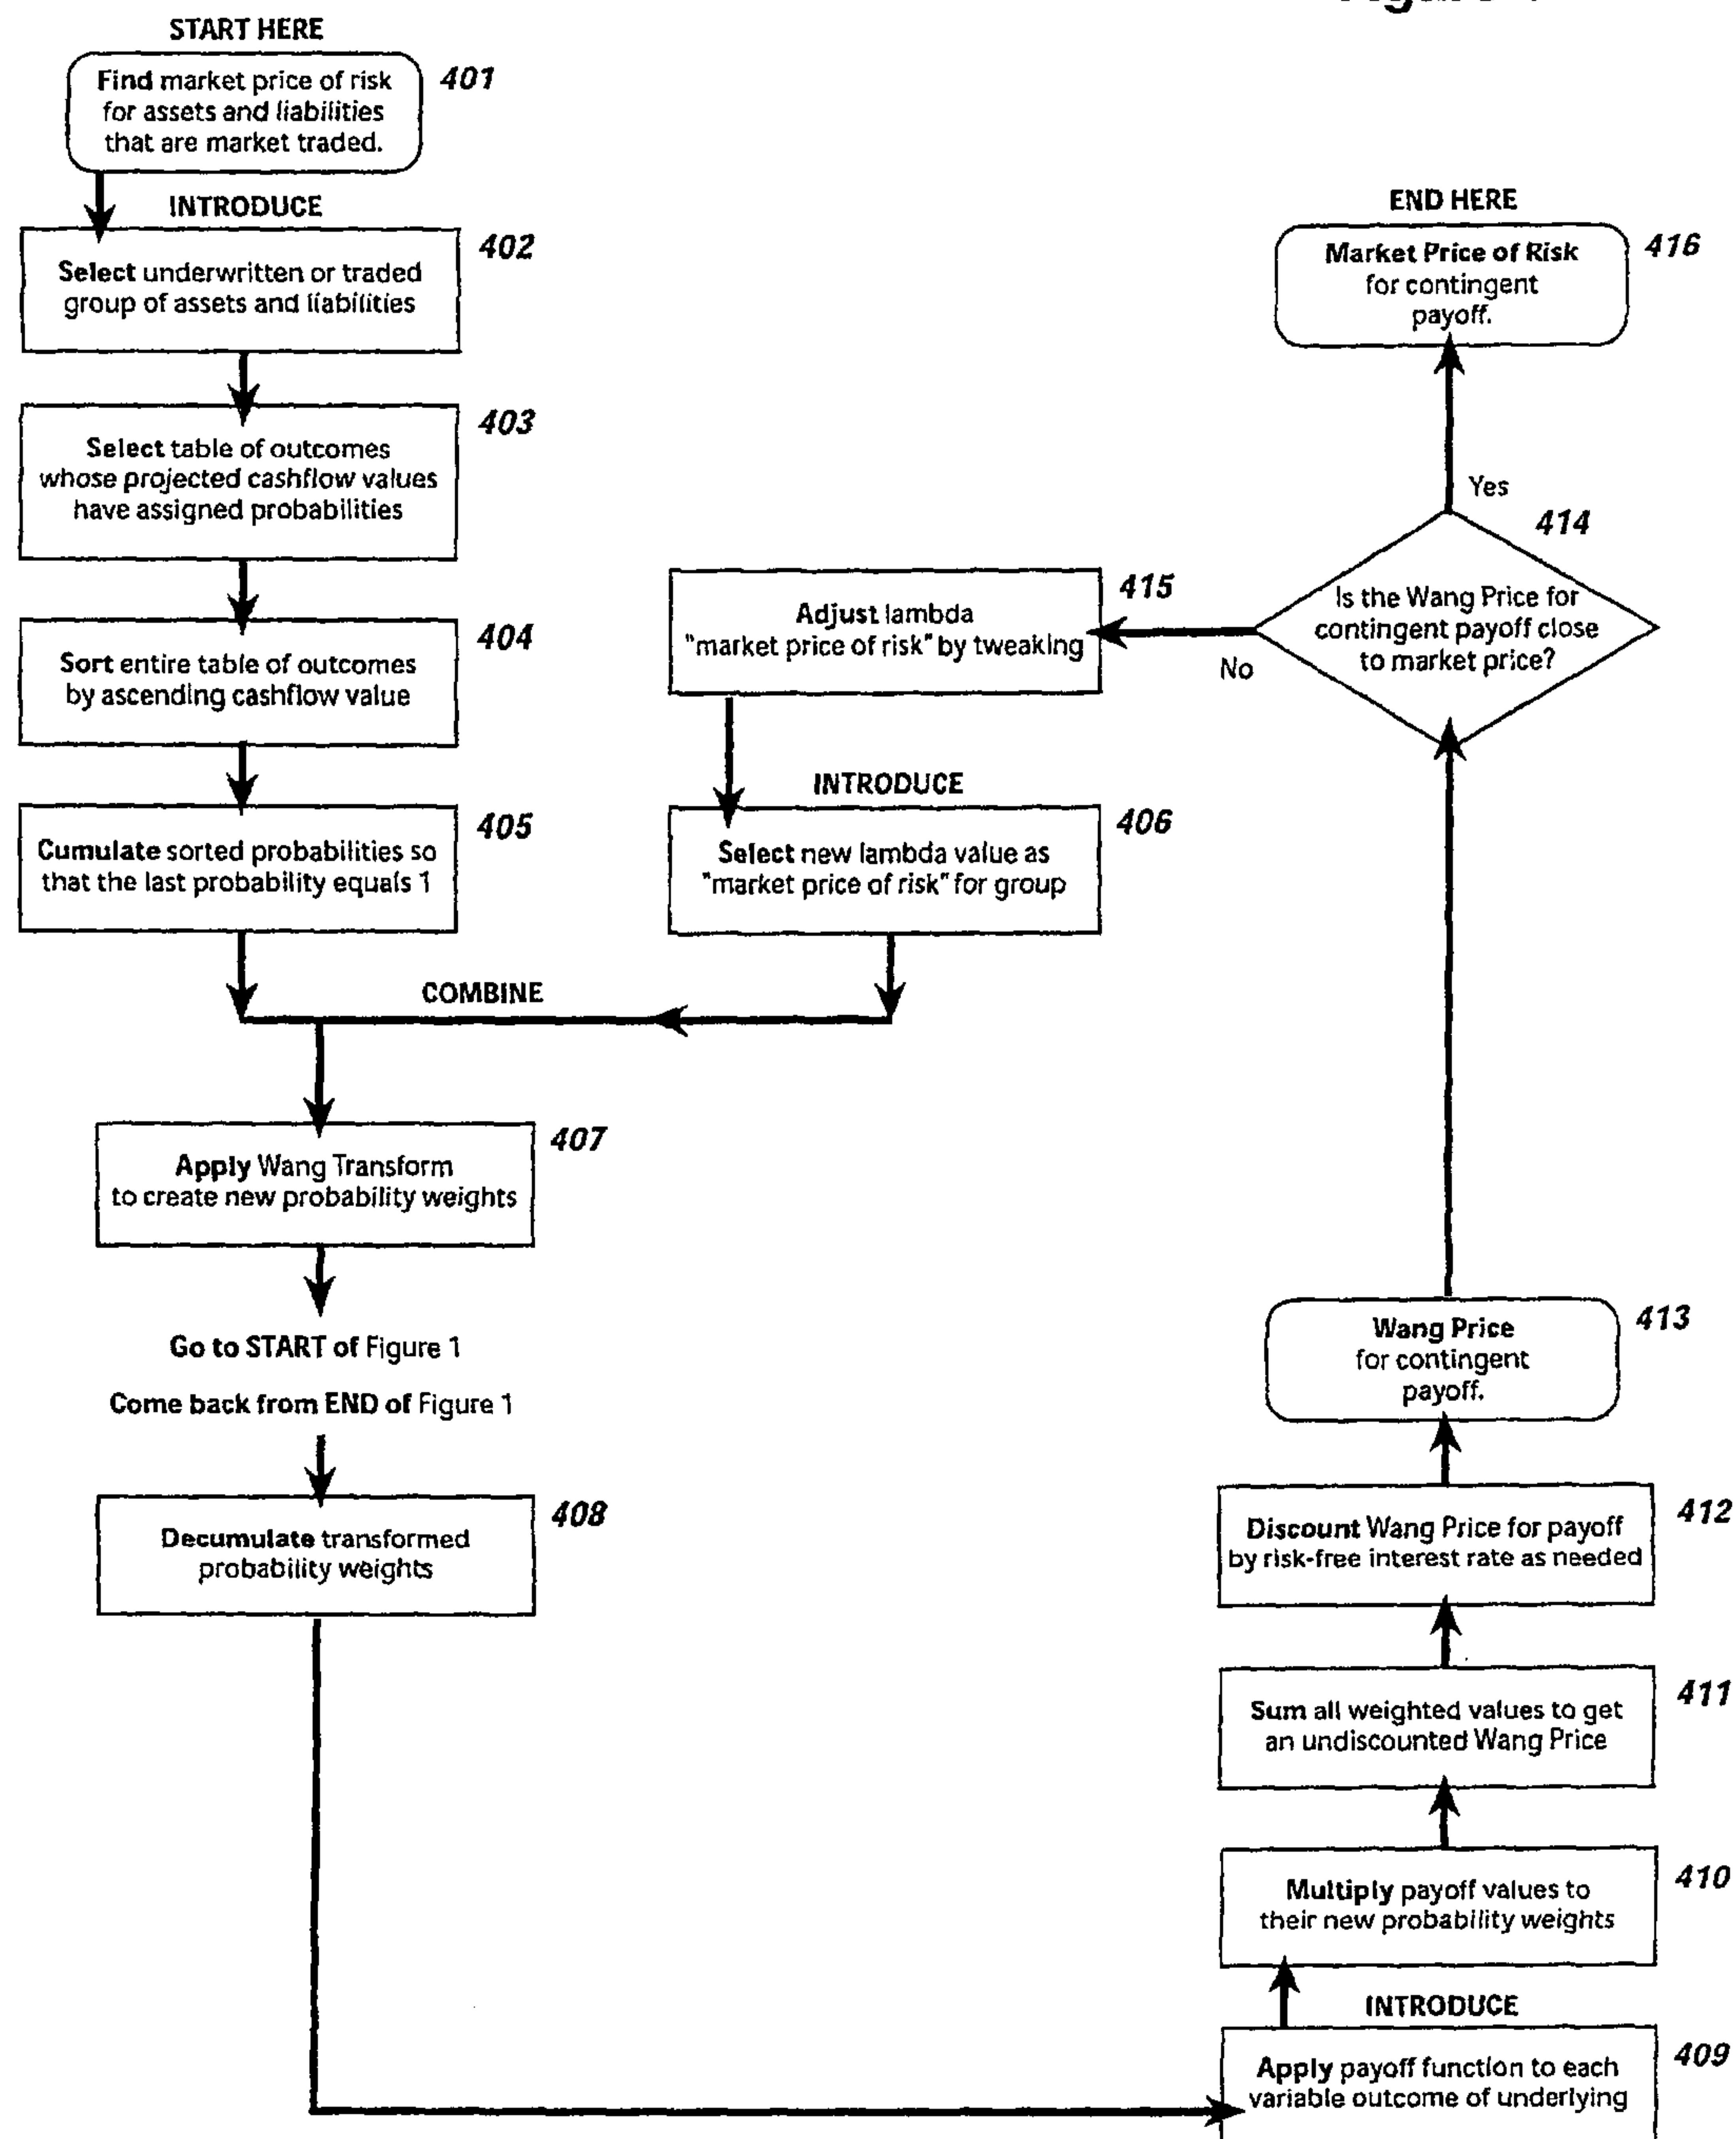 START HERE
Find market price of risk
for assets and liabilities
that are market traded.
401
INTRODUCE
402
Select underwritten or traded
group of assets and liabilities
403
Select table of outcomes
whose projected cashflow values
have assigned probabilities
404
Sort entire table of outcomes
by ascending cashflow value
405
Cumulate sorted probabilities so
that the last probability equals 1
415
Adjust lambda
"market price of risk" by tweaking
INTRODUCE
406
Select new lambda value as
"market price of risk" for group
COMBINE
407
Apply Wang Transform
to create new probability weights
Go to START of Figure 1
Come back from END of Figure 1
408
Decumulate transformed
probability weights
END HERE
Market Price of Risk
for contingent
payoff.
416
Yes
414
Is the Wang Price for
contingent payoff close
to market price?
No
413
Wang Price
for contingent
payoff.
412
Discount Wang Price for payoff
by risk-free interest rate as needed
411
Sum all weighted values to get
an undiscounted Wang Price
410
Multiply payoff values to
their new probability weights
INTRODUCE
409
Apply payoff function to each
variable outcome of underlying